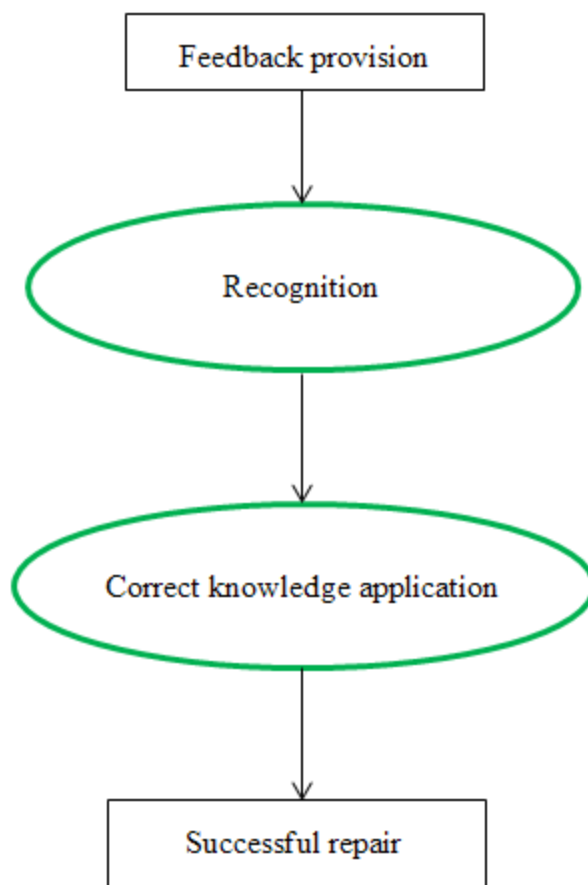 Feedback provision
Recognition
Correct knowledge application
Successful repair